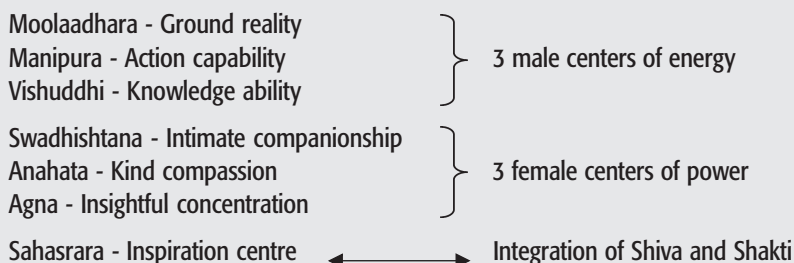 Moolaadhara - Ground reality
Manipura - Action capability
Vishuddhi - Knowledge ability
3 male centers of energy
Swadhishtana - Intimate companionship
Anahata - Kind compassion
Agna - Insightful concentration
3 female centers of power
Sahasrara - Inspiration centre
Integration of Shiva and Shakti